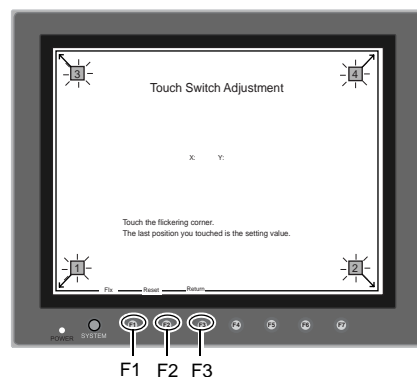 3
4
Touch Switch Adjustment
X: Y:
Touch the flickering corner.
The last position you touched is the setting value.
1
2
Fix Reset Return
POWER SYSTEM F1 F2 F3 F4 F5 F6 F7
F1 F2 F3